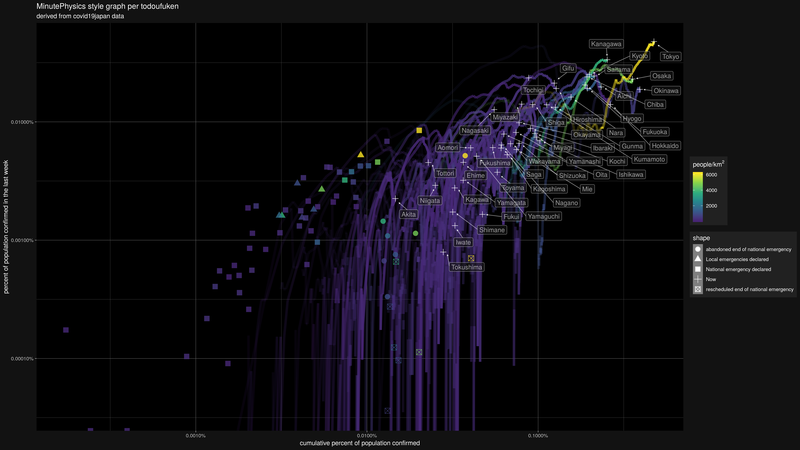 MinutePhysics style graph per todoufuken
derived from covid19japan data
percent of population confirmed in the last week
0.01000%
0.00100%
0.00010%
0.0010%
0.0100%
0.1000%
cumulative percent of population confirmed
Kanagawa
Tokyo
Kyoto
Gifu
Saitama
Osaka
Tochigi
Okinawa
Aichi
Chiba
Miyazaki
Shiga
Hiroshima
Hyogo
Nagasaki
Okayama
Nara
Fukuoka
Aomori
Miyagi
Ibaraki
Gunma
Hokkaido
Fukushima
Wakayama
Yamanashi
Kochi
Kumamoto
Tottori
Ehime
Saga
Shizuoka
Oita
Ishikawa
Toyama
Kagoshima
Mie
Niigata
Kagawa
Yamagata
Nagano
Akita
Fukui
Yamaguchi
Shimane
Iwate
Tokushima
people/km²
6000
4000
2000
shape
abandoned end of national emergency
Local emergencies declared
National emergency declared
Now
rescheduled end of national emergency